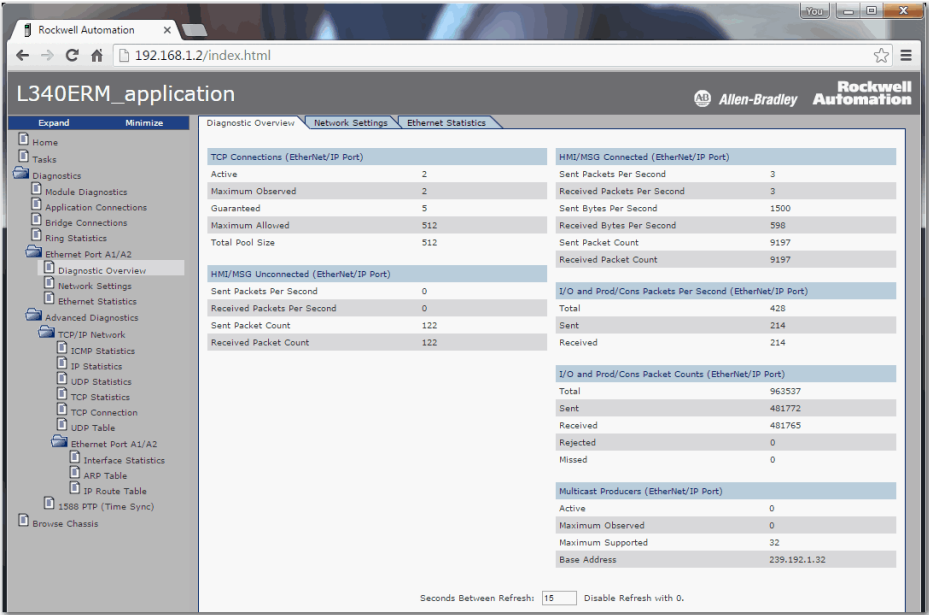 You
Rockwell Automation
192.168.1.2/index.html
L340ERM_application
AB Allen-Bradley
Rockwell
Automation
Expand Minimize
Home
Tasks
Diagnostics
Module Diagnostics
Application Connections
Bridge Connections
Ring Statistics
Ethernet Port A1/A2
Diagnostic Overview
Network Settings
Ethernet Statistics
Advanced Diagnostics
TCP/IP Network
ICMP Statistics
IP Statistics
UDP Statistics
TCP Statistics
TCP Connection
UDP Table
Ethernet Port A1/A2
Interface Statistics
ARP Table
IP Route Table
1588 PTP (Time Sync)
Browse Chassis
Diagnostic Overview Network Settings Ethernet Statistics
TCP Connections (EtherNet/IP Port)
Active 2
Maximum Observed 2
Guaranteed 5
Maximum Allowed 512
Total Pool Size 512
HMI/MSG Unconnected (EtherNet/IP Port)
Sent Packets Per Second 0
Received Packets Per Second 0
Sent Packet Count 122
Received Packet Count 122
HMI/MSG Connected (EtherNet/IP Port)
Sent Packets Per Second 3
Received Packets Per Second 3
Sent Bytes Per Second 1500
Received Bytes Per Second 598
Sent Packet Count 9197
Received Packet Count 9197
I/O and Prod/Cons Packets Per Second (EtherNet/IP Port)
Total 428
Sent 214
Received 214
I/O and Prod/Cons Packet Counts (EtherNet/IP Port)
Total 963537
Sent 481772
Received 481765
Rejected 0
Missed 0
Multicast Producers (EtherNet/IP Port)
Active 0
Maximum Observed 0
Maximum Supported 32
Base Address 239.192.1.32
Seconds Between Refresh: 15 Disable Refresh with 0.